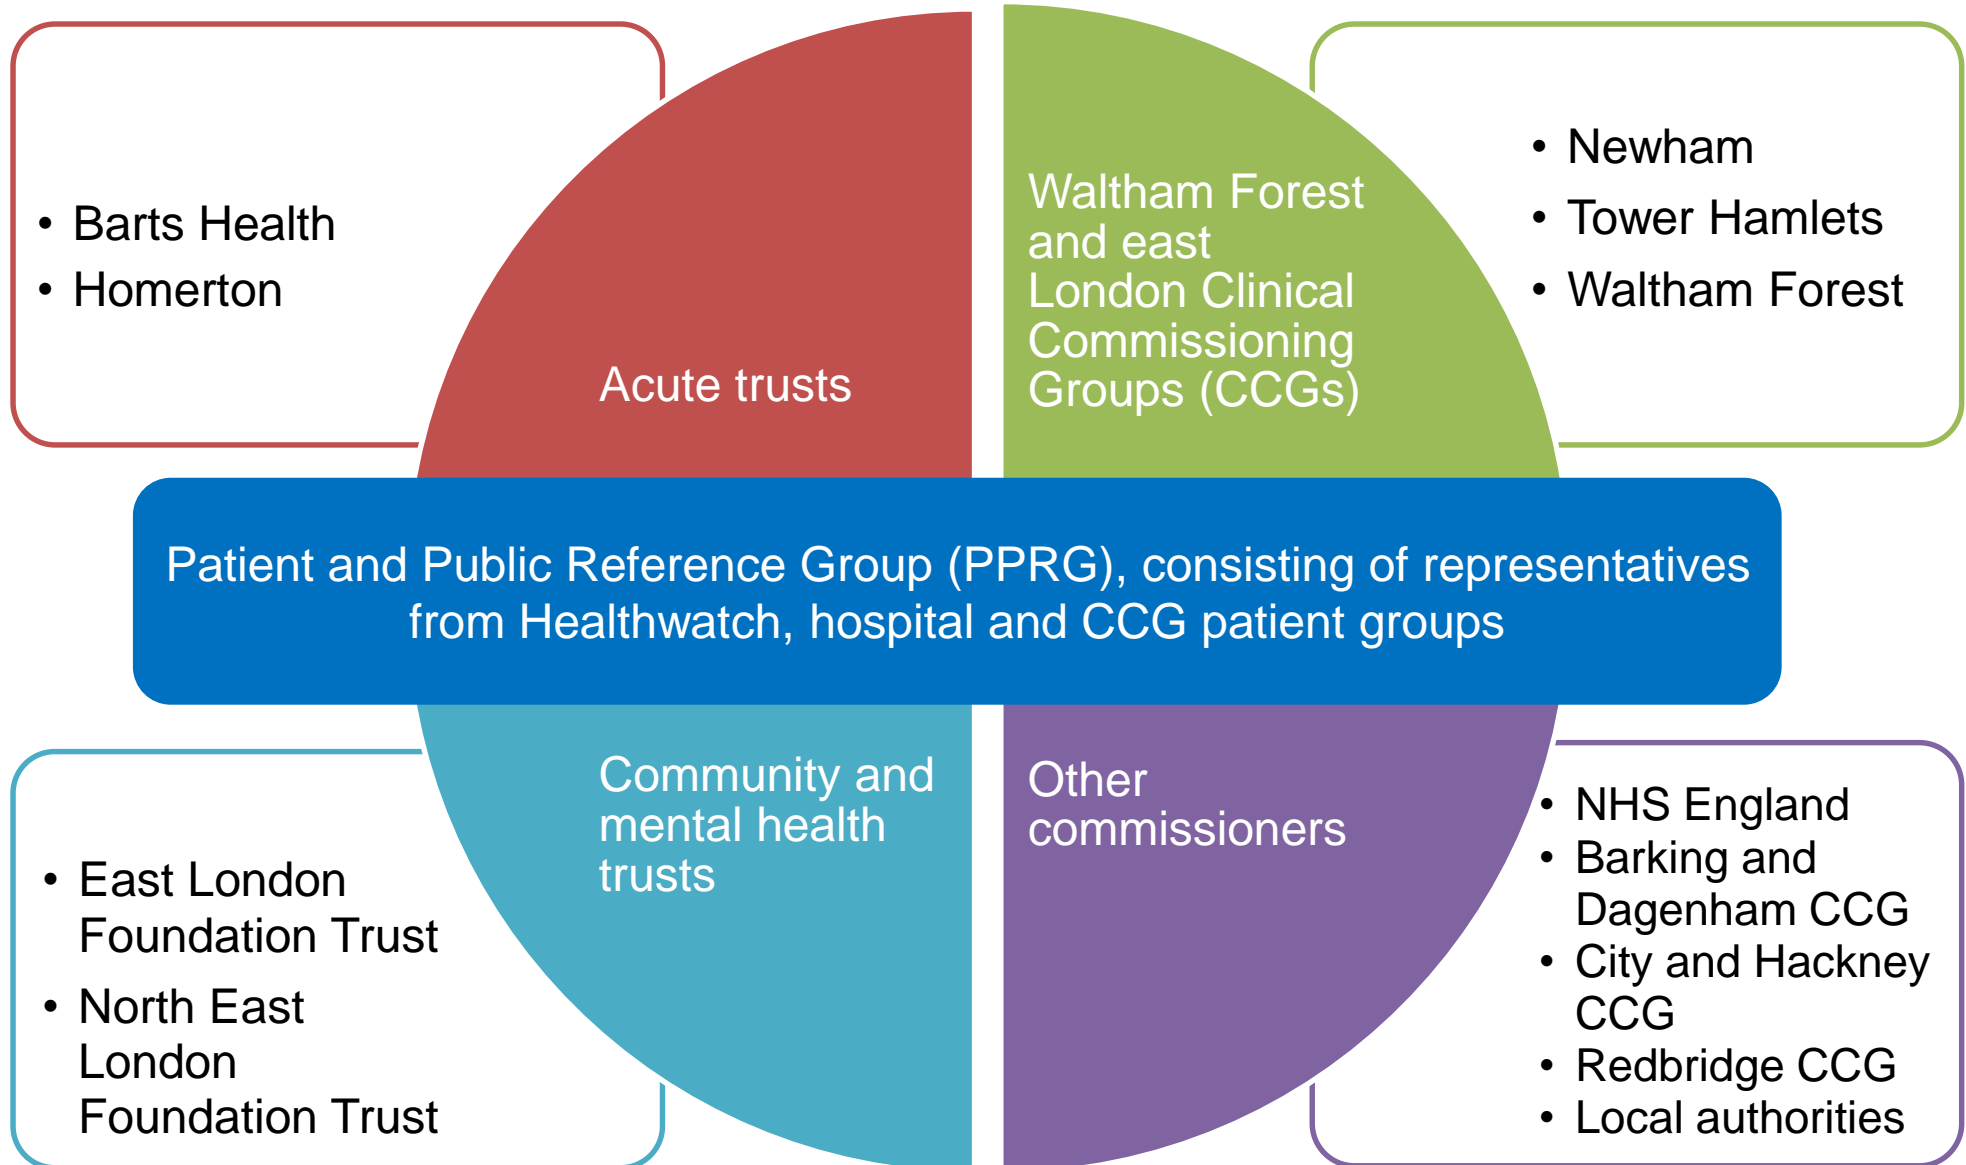 • Barts Health
• Homerton
Acute trusts
Waltham Forest
and east
London Clinical
Commissioning
Groups (CCGs)
• Newham
• Tower Hamlets
• Waltham Forest
Patient and Public Reference Group (PPRG), consisting of representatives
from Healthwatch, hospital and CCG patient groups
• East London
Foundation Trust
• North East
London
Foundation Trust
Community and
mental health
trusts
Other
commissioners
• NHS England
• Barking and
Dagenham CCG
• City and Hackney
CCG
• Redbridge CCG
• Local authorities